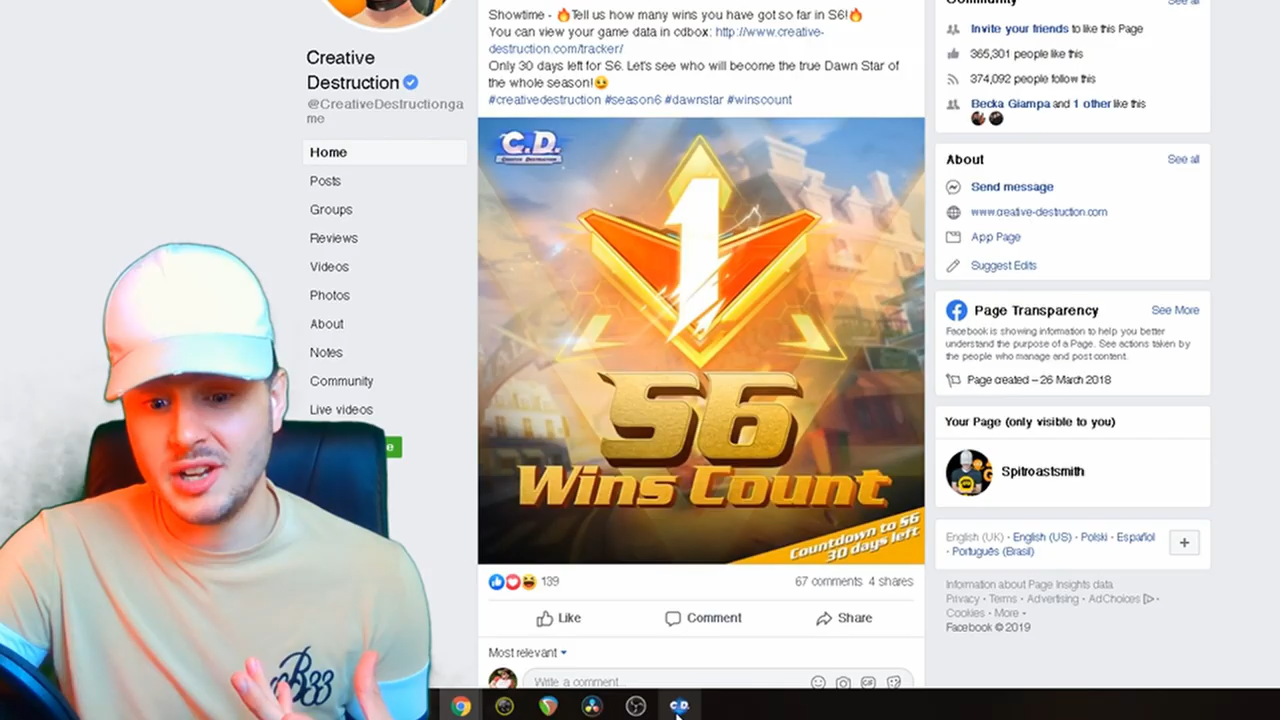 Creative
Destruction
@CreativeDestructionga
me
Home
Posts
Groups
Reviews
Videos
Photos
About
Notes
Community
Live videos
e
Showtime - 🔥Tell us how many wins you have got so far in S6!🔥
You can view your game data in cdbox: http://www.creative-
destruction.com/tracker/
Only 30 days left for S6. Let's see who will become the true Dawn Star of
the whole season!😉
#creativedestruction #season6 #dawnstar #winscount
C.D.
CREATIVE DESTRUCTION
1
S6
Wins Count
Countdown to S6
30 days left
139
67 comments 4 shares
Like
Comment
Share
Most relevant
Write a comment...
GIF
Community
See all
Invite your friends to like this Page
365,301 people like this
374,092 people follow this
Becka Giampa and 1 other like this
About
See all
Send message
www.creative-destruction.com
App Page
Suggest Edits
Page Transparency
See More
Facebook is showing information to help you better
understand the purpose of a Page. See actions taken by
the people who manage and post content.
Page created – 26 March 2018
Your Page (only visible to you)
Spitroastsmith
English (UK) · English (US) · Polski · Español
· Português (Brasil)
+
Information about Page Insights data
Privacy · Terms · Advertising · AdChoices ·
Cookies · More
Facebook © 2019
B33
C.D.